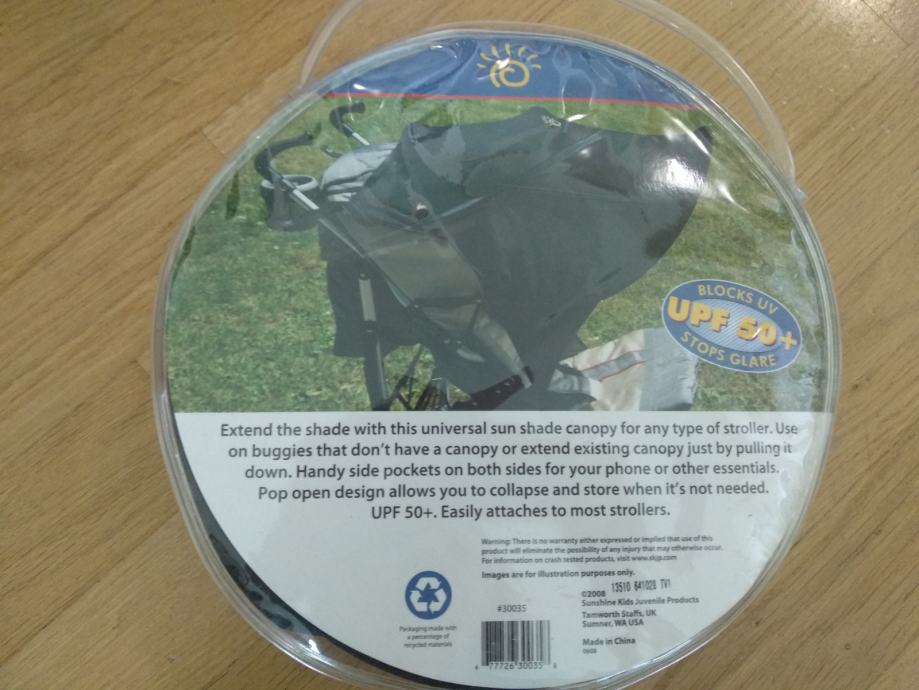 BLOCKS UV
UPF 50+
STOPS GLARE
Extend the shade with this universal sun shade canopy for any type of stroller. Use
on buggies that don't have a canopy or extend existing canopy just by pulling it
down. Handy side pockets on both sides for your phone or other essentials.
Pop open design allows you to collapse and store when it's not needed.
UPF 50+. Easily attaches to most strollers.
Warning: There is no warranty either expressed or implied that use of this
product will eliminate the possibility of any injury that may otherwise occur.
For information on crash tested products, visit www.skjp.com
Images are for illustration purposes only.
Packaging made with
a percentage of
recycled materials
#30035
77726 30035
©2008 13510 641028 TV1
Sunshine Kids Juvenile Products
Tamworth Staffs, UK
Sumner, WA USA
Made in China
0608